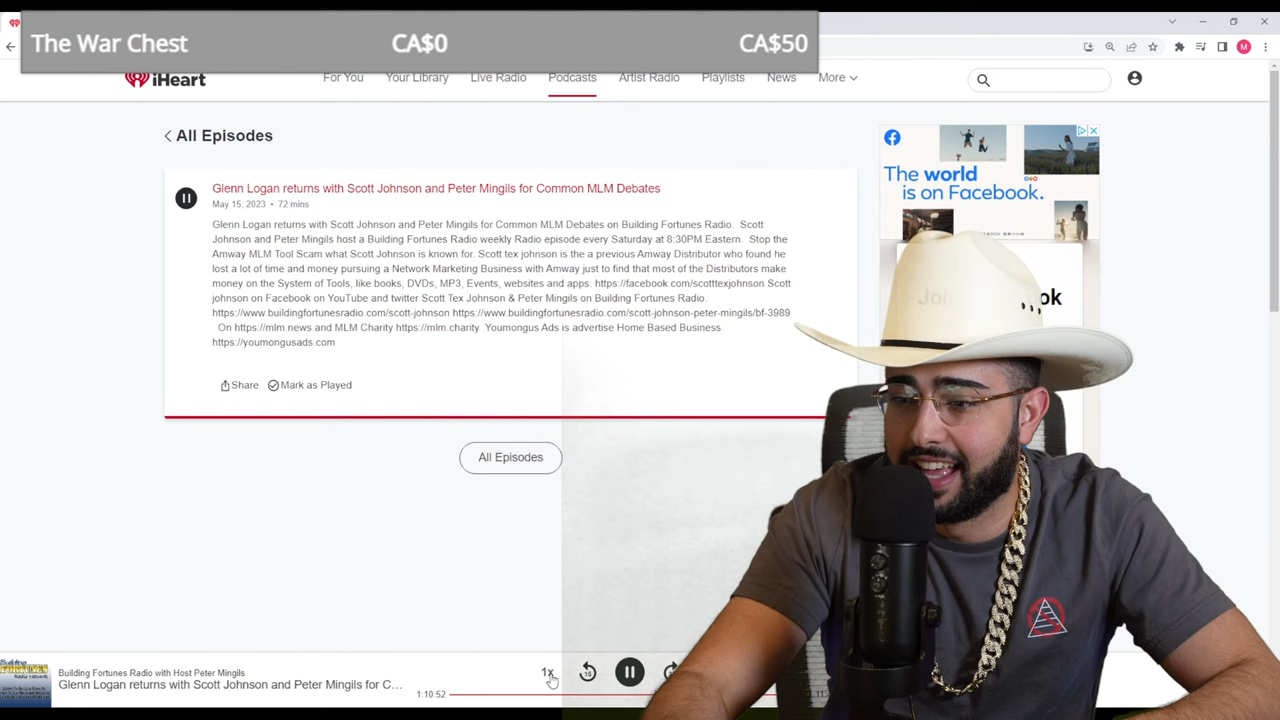 The War Chest CA$0 CA$50
iHeart For You Your Library Live Radio Podcasts Artist Radio Playlists News More
M
All Episodes
Glenn Logan returns with Scott Johnson and Peter Mingils for Common MLM Debates
May 15, 2023 • 72 mins
Glenn Logan returns with Scott Johnson and Peter Mingils for Common MLM Debates on Building Fortunes Radio. Scott
Johnson and Peter Mingils host a Building Fortunes Radio weekly Radio episode every Saturday at 8:30PM Eastern. Stop the
Amway MLM Tool Scam what Scott Johnson is known for. Scott tex johnson is the a previous Amway Distributor who found he
lost a lot of time and money pursuing a Network Marketing Business with Amway just to find that most of the Distributors make
money on the System of Tools, like books, DVDs, MP3, Events, websites and apps. https://facebook.com/scotttexjohnson Scott
johnson on Facebook on YouTube and twitter Scott Tex Johnson & Peter Mingils on Building Fortunes Radio.
https://www.buildingfortunesradio.com/scott-johnson https://www.buildingfortunesradio.com/scott-johnson-peter-mingils/bf-3989
On https://mlm.news and MLM Charity https://mlm.charity Youmongus Ads is advertise Home Based Business
https://youmongusads.com
Share Mark as Played
All Episodes
The world
is on Facebook.
Building Fortunes Radio with Host Peter Mingils
Glenn Logan returns with Scott Johnson and Peter Mingils for C...
1:10:52
1x
15